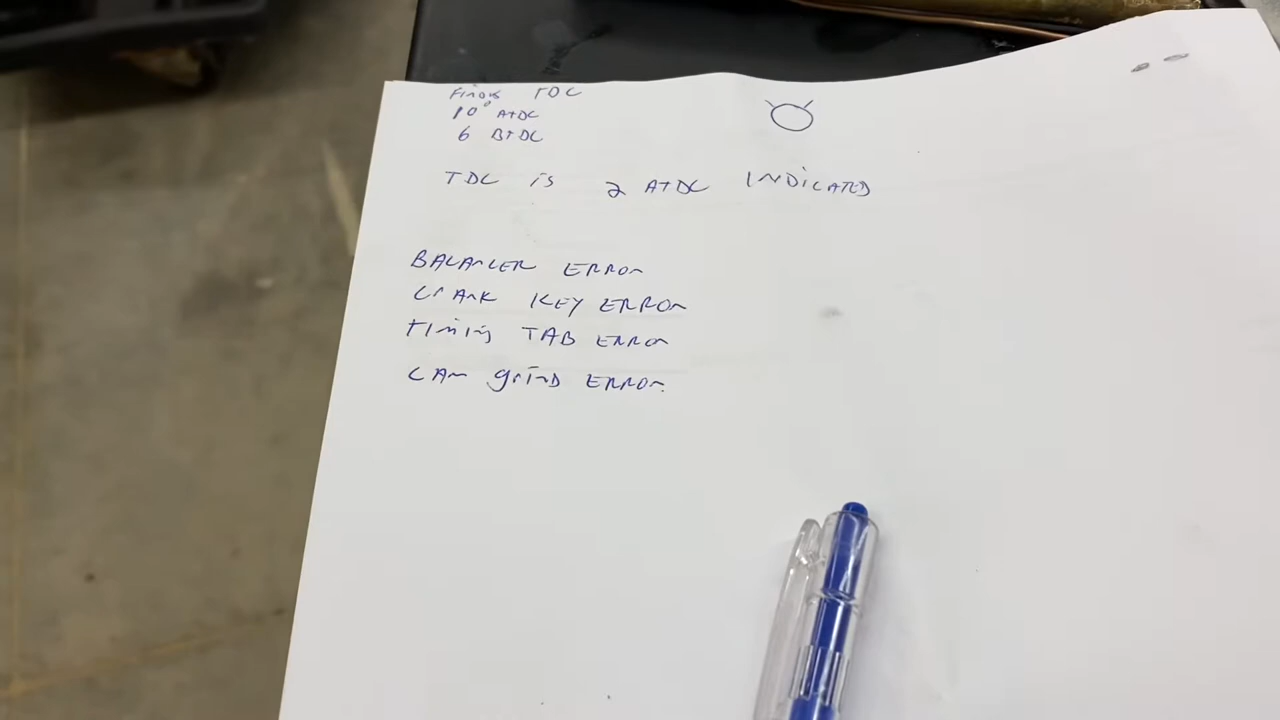 FINDING TDC
10° ATDC
6 BTDC
TDC is 2 ATDC INDICATED
BALANCER ERROR
CRANK KEY ERROR
timing TAB ERROR
CAM grind ERROR